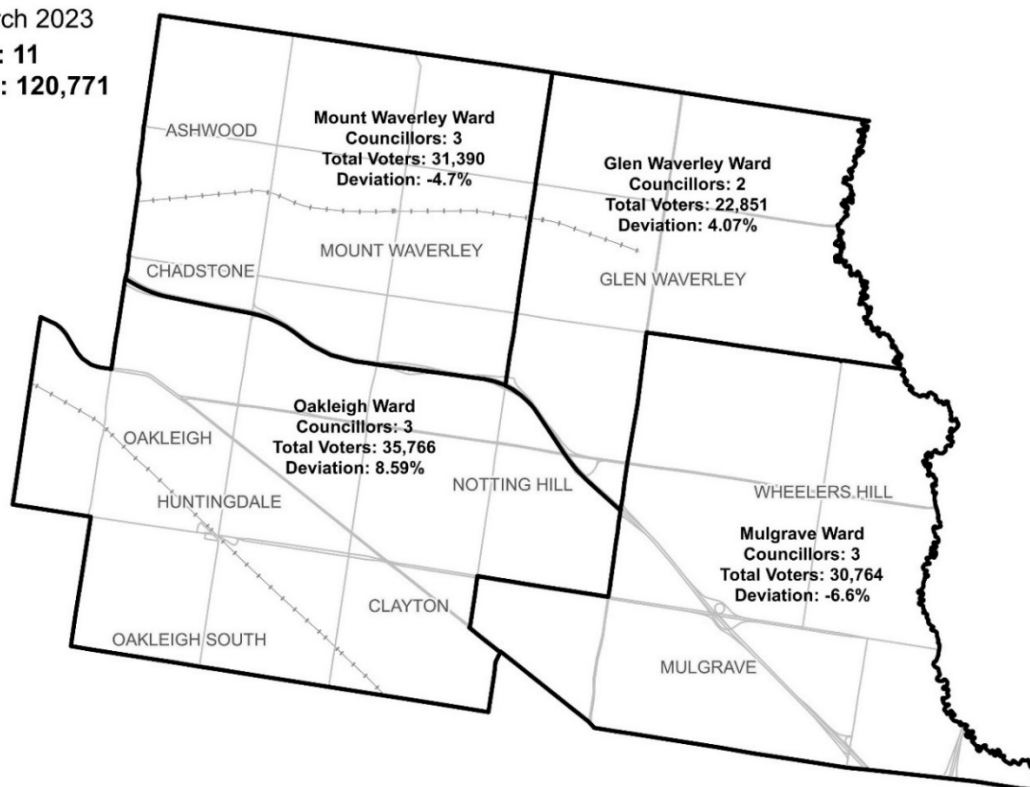 2023
: 11
: 120,771
Mount Waverley Ward
Councillors: 3
Total Voters: 31,390
Deviation: -4.7%
ASHWOOD
Glen Waverley Ward
Councillors: 2
Total Voters: 22,851
Deviation: 4.07%
MOUNT WAVERLEY
CHADSTONE
GLEN WAVERLEY
Oakleigh Ward
Councillors: 3
Total Voters: 35,766
Deviation: 8.59%
OAKLEIGH
NOTTING HILL
HUNTINGDALE
WHEELERS HILL
Mulgrave Ward
Councillors: 3
Total Voters: 30,764
Deviation: -6.6%
CLAYTON
OAKLEIGH SOUTH
MULGRAVE